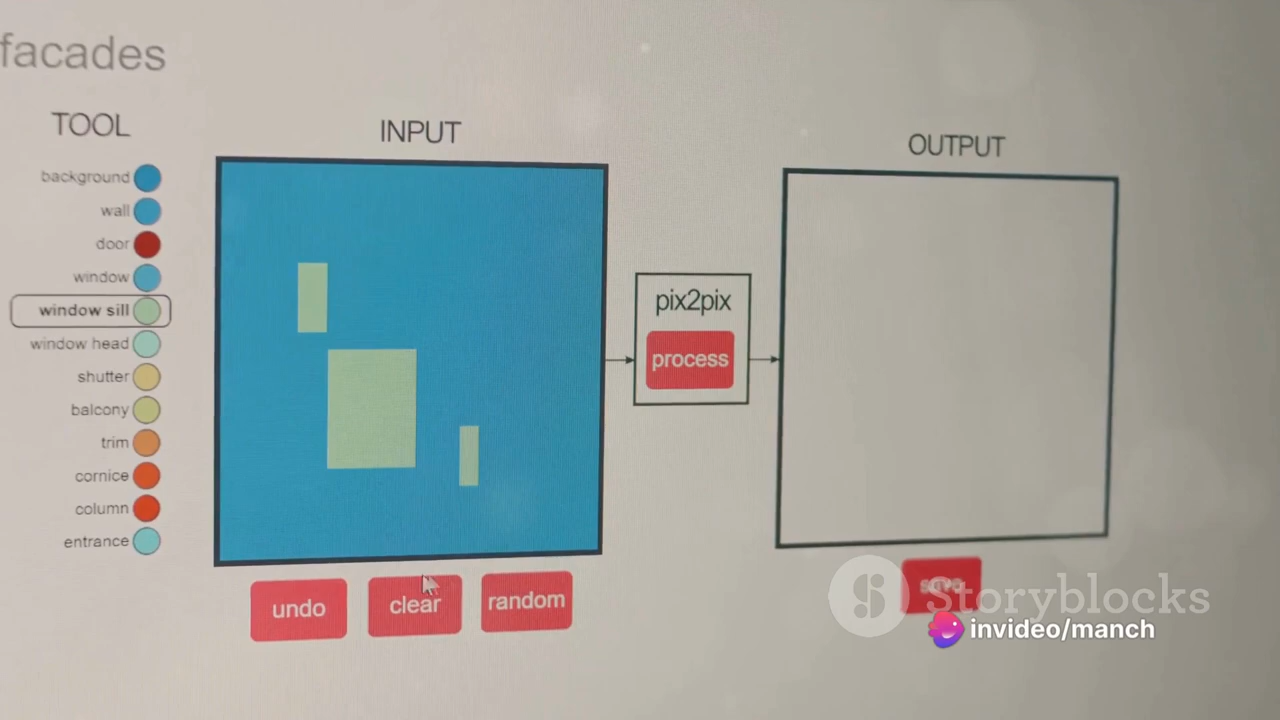 facades
TOOL
background
wall
door
window
window sill
window head
shutter
balcony
trim
cornice
column
entrance
INPUT
undo
clear
random
pix2pix
process
OUTPUT
save
Storyblocks
invideo/manch